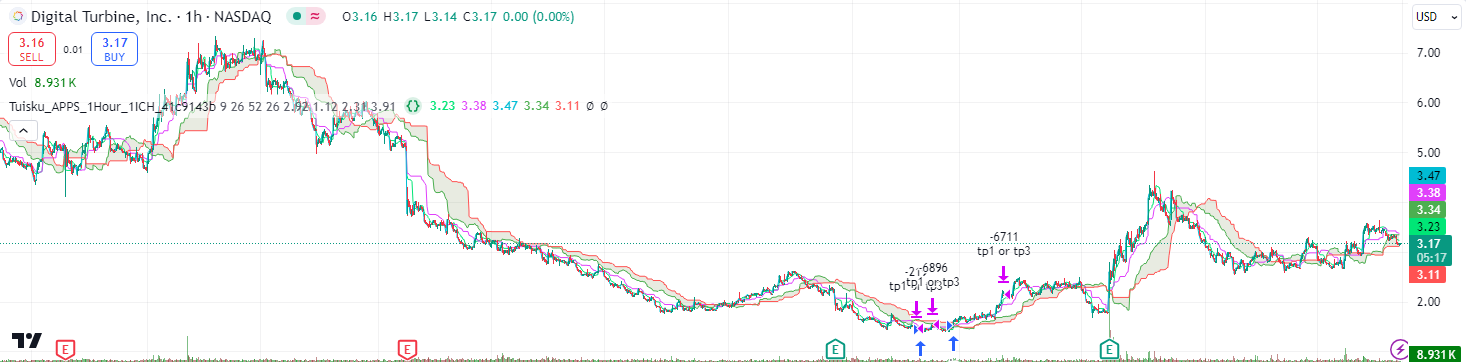 Digital Turbine, Inc. · 1h · NASDAQ
O3.16 H3.17 L3.14 C3.17 0.00 (0.00%)
USD
3.16
SELL
0.01
3.17
BUY
Vol 8.931 K
Tuisku_APPS_1Hour_1ICH_41c9143b 9 26 52 26 2.92 1.12 2.31 3.91 {} 3.23 3.38 3.47 3.34 3.11 Ø Ø
7.00
6.00
5.00
3.47
3.38
3.34
3.23
3.17
05:17
3.11
2.00
-6711
tp1 or tp3
6896
tp1 or tp3
E
E
E
E
8.931 K